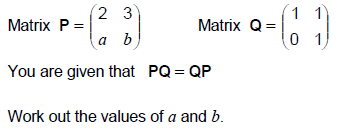 Matrix P = (2 3
a b) Matrix Q = (1 1
0 1)
You are given that PQ = QP
Work out the values of a and b.